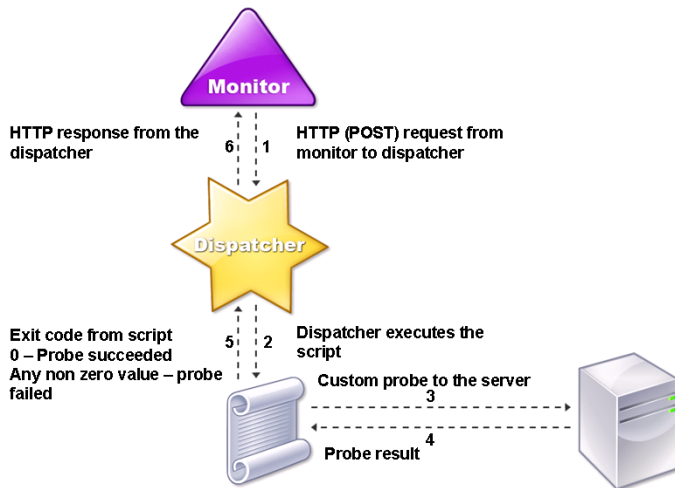 Monitor
HTTP response from the
dispatcher
6
1
HTTP (POST) request from
monitor to dispatcher
Dispatcher
Exit code from script
0 – Probe succeeded
Any non zero value – probe
failed
5
2
Dispatcher executes the
script
Custom probe to the server
3
4
Probe result